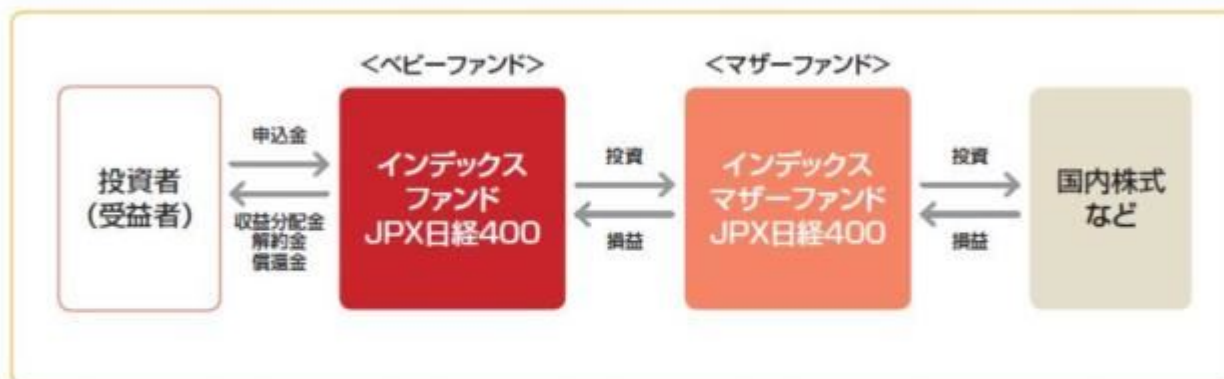 <ベビーファンド>
<マザーファンド>
投資者
(受益者)
申込金
収益分配金
解約金
償還金
インデックス
ファンド
JPX日経400
投資
損益
インデックス
マザーファンド
JPX日経400
投資
損益
国内株式
など